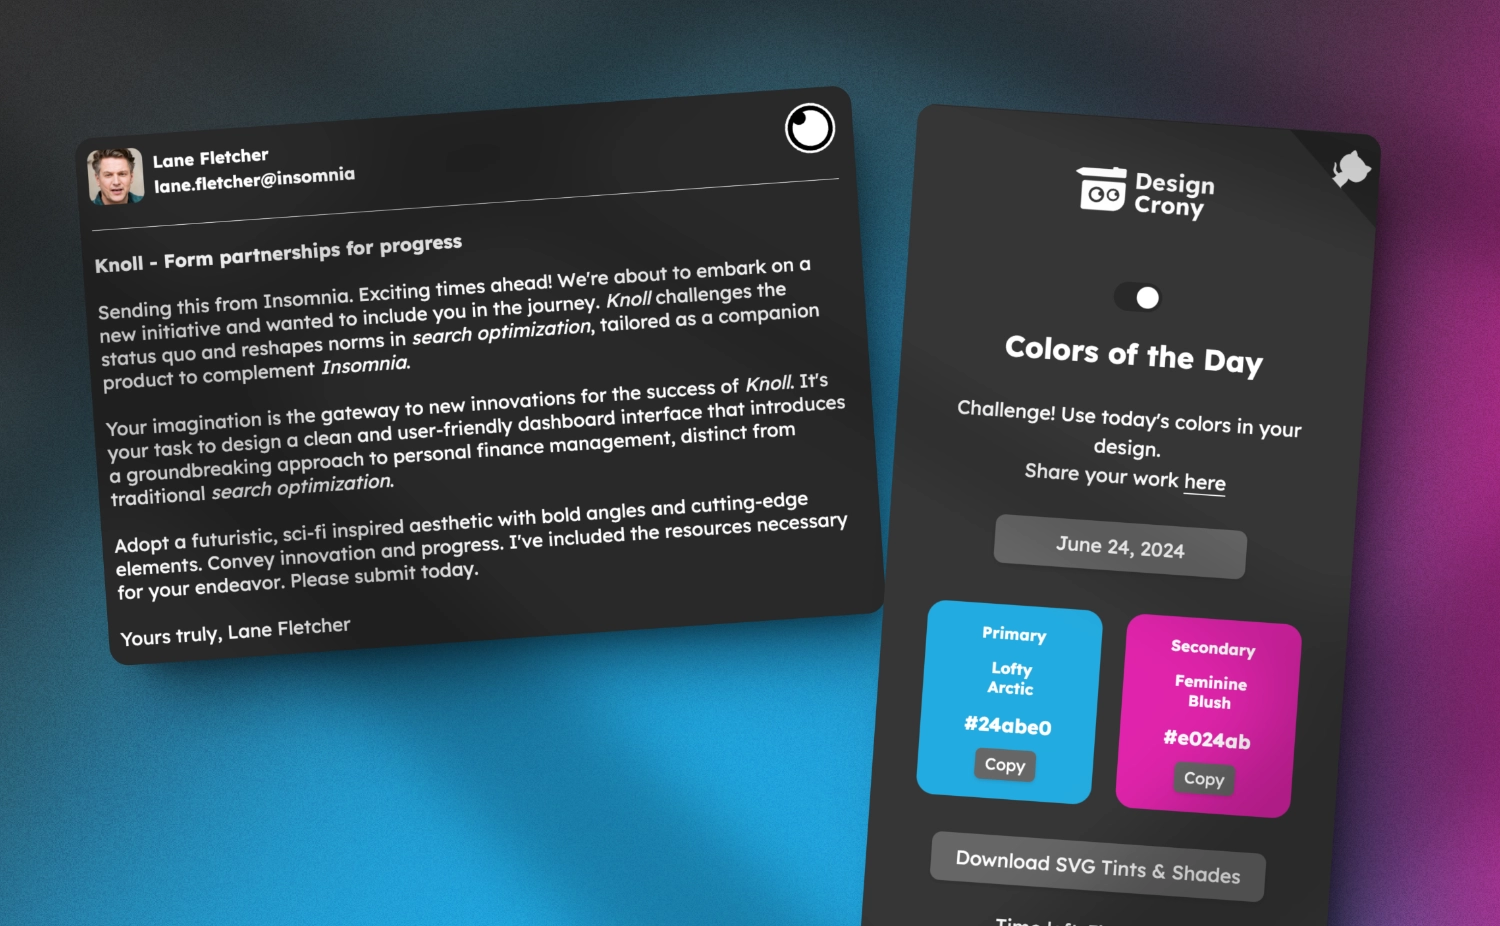 Lane Fletcher
lane.fletcher@insomnia
Knoll - Form partnerships for progress
Sending this from Insomnia. Exciting times ahead! We're about to embark on a
new initiative and wanted to include you in the journey. Knoll challenges the
status quo and reshapes norms in search optimization, tailored as a companion
product to complement Insomnia.
Your imagination is the gateway to new innovations for the success of Knoll. It's
your task to design a clean and user-friendly dashboard interface that introduces
a groundbreaking approach to personal finance management, distinct from
traditional search optimization.
Adopt a futuristic, sci-fi inspired aesthetic with bold angles and cutting-edge
elements. Convey innovation and progress. I've included the resources necessary
for your endeavor. Please submit today.
Yours truly, Lane Fletcher
Design
Crony
Colors of the Day
Challenge! Use today's colors in your
design.
Share your work here
June 24, 2024
Primary
Lofty
Arctic
#24abe0
Copy
Secondary
Feminine
Blush
#e024ab
Copy
Download SVG Tints & Shades